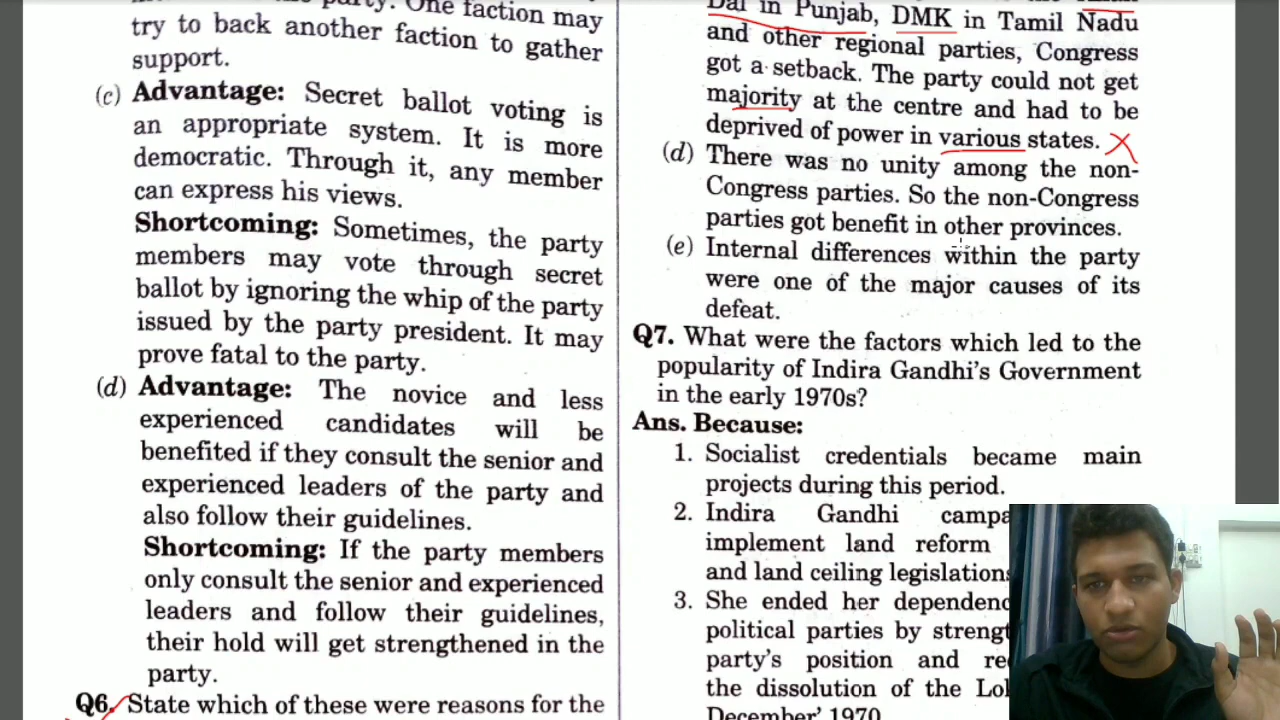 party. One faction may
try to back another faction to gather
support.
(c) Advantage: Secret ballot voting is
an appropriate system. It is more
democratic. Through it, any member
can express his views.
Shortcoming: Sometimes, the party
members may vote through secret
ballot by ignoring the whip of the party
issued by the party president. It may
prove fatal to the party.
(d) Advantage: The novice and less
experienced candidates will be
benefited if they consult the senior and
experienced leaders of the party and
also follow their guidelines.
Shortcoming: If the party members
only consult the senior and experienced
leaders and follow their guidelines,
their hold will get strengthened in the
party.
Q6. State which of these were reasons for the
Dal in Punjab, DMK in Tamil Nadu
and other regional parties, Congress
got a setback. The party could not get
majority at the centre and had to be
deprived of power in various states.
(d) There was no unity among the non-
Congress parties. So the non-Congress
parties got benefit in other provinces.
(e) Internal differences within the party
were one of the major causes of its
defeat.
Q7. What were the factors which led to the
popularity of Indira Gandhi's Government
in the early 1970s?
Ans. Because:
1. Socialist credentials became main
projects during this period.
2. Indira Gandhi
implement land reform
and land ceiling
3. She ended her
political parties by
party's position and
the dissolution of the
December' 1970